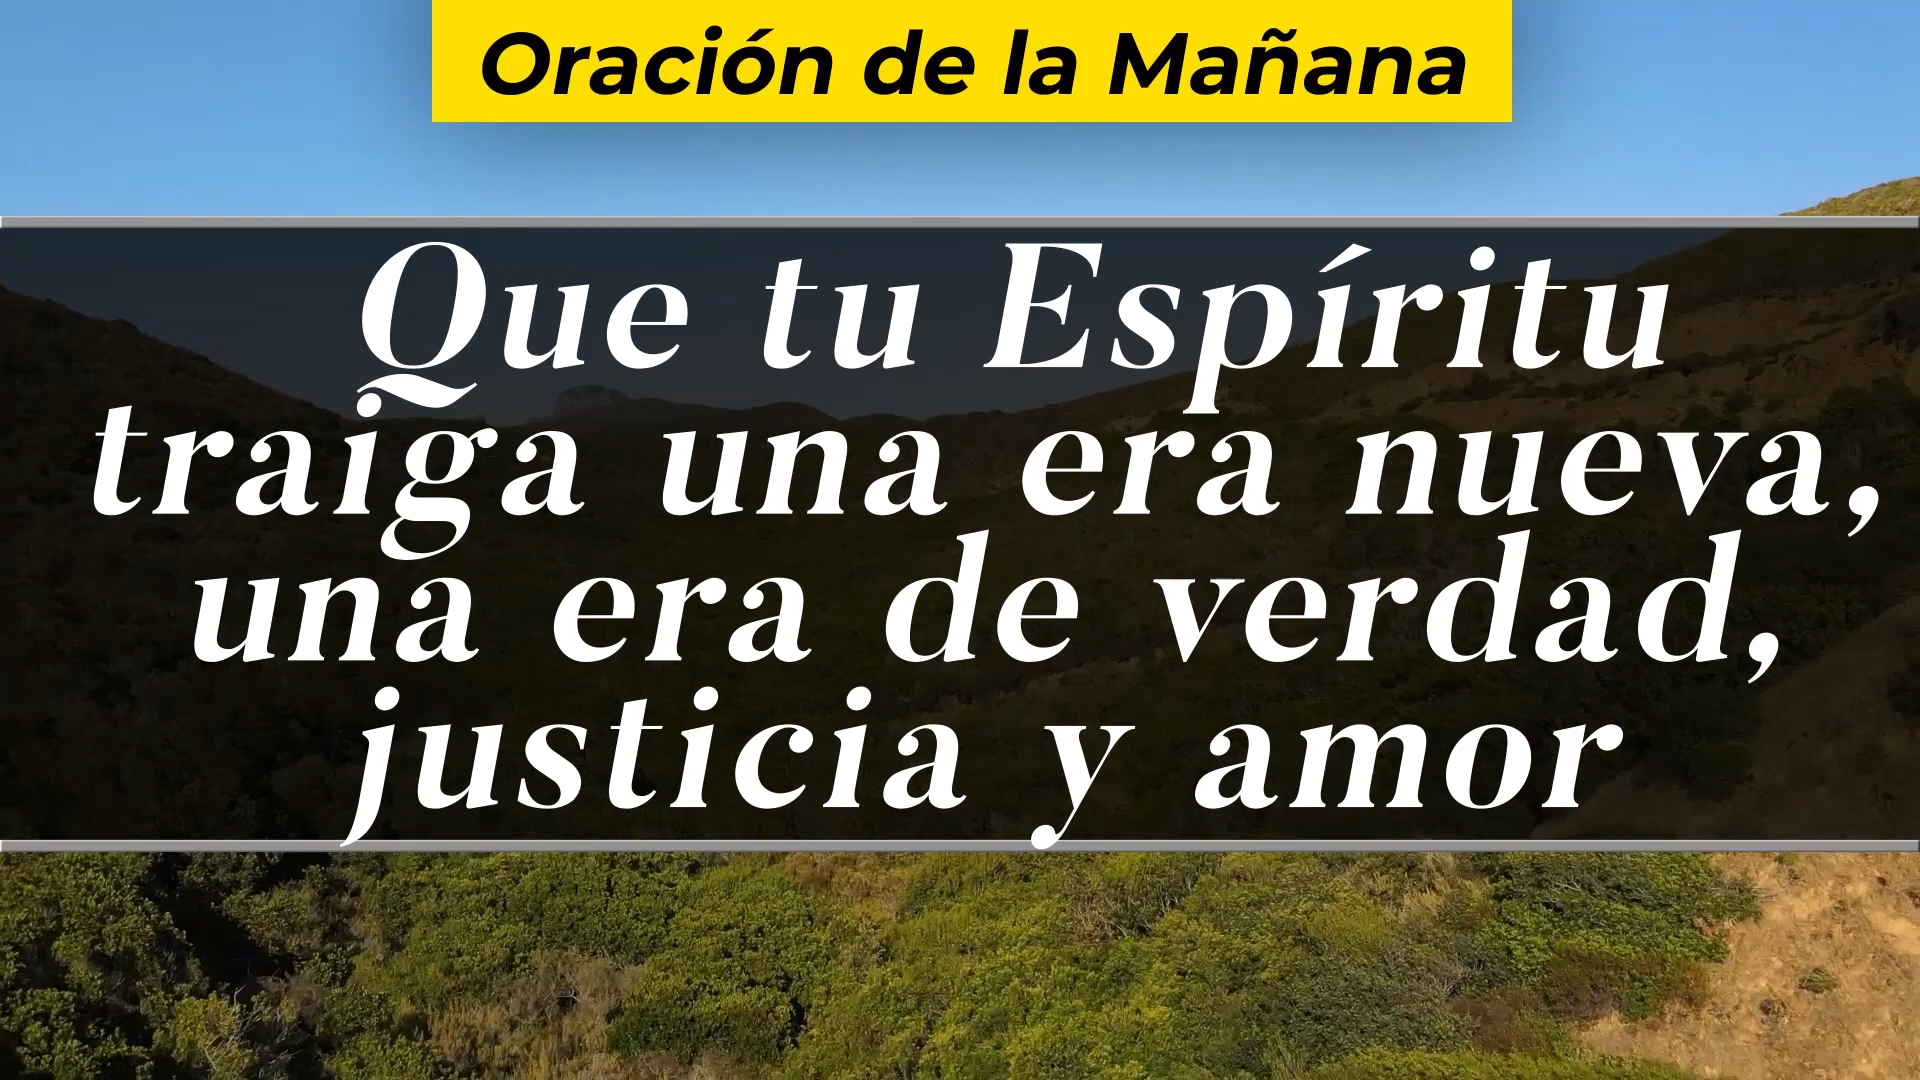 Oración de la Mañana
Que tu Espíritu
traiga una era nueva,
una era de verdad,
justicia y amor